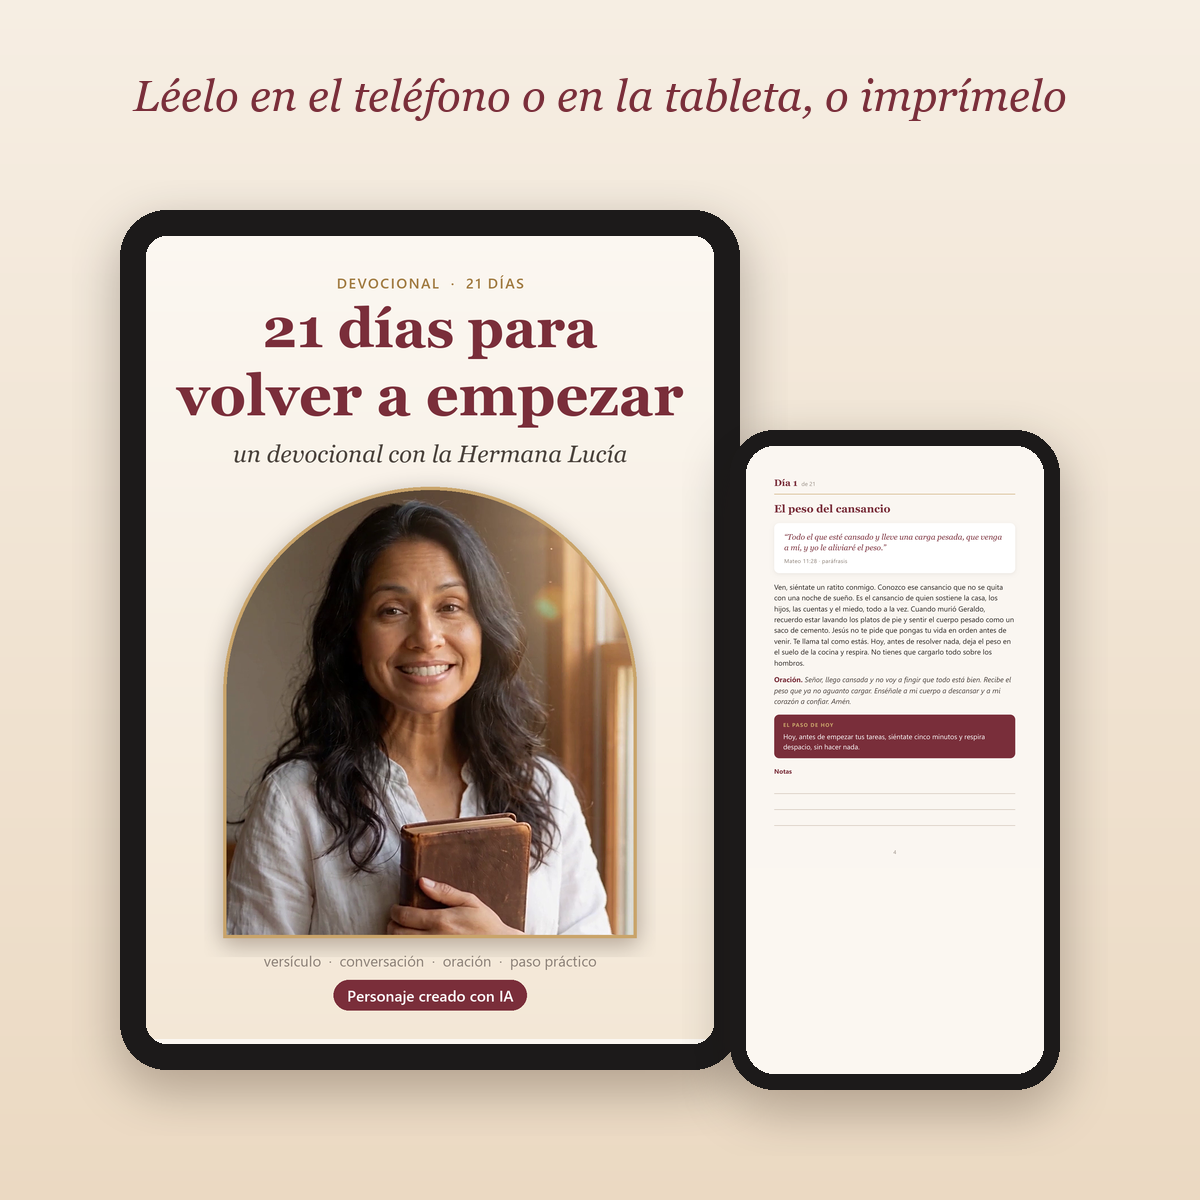 Léelo en el teléfono o en la tableta, o imprímelo
DEVOCIONAL · 21 DÍAS
21 días para
volver a empezar
un devocional con la Hermana Lucía
versículo · conversación · oración · paso práctico
Personaje creado con IA
Día 1 de 21
El peso del cansancio
“Todo el que esté cansado y lleve una carga pesada, que venga
a mí, y yo le aliviaré el peso.”
Mateo 11:28 · paráfrasis
Ven, siéntate un ratito conmigo. Conozco ese cansancio que no se quita
con una noche de sueño. Es el cansancio de quien sostiene la casa, los
hijos, las cuentas y el miedo, todo a la vez. Cuando murió Geraldo,
recuerdo estar lavando los platos de pie y sentir el cuerpo pesado como un
saco de cemento. Jesús no te pide que pongas tu vida en orden antes de
venir. Te llama tal como estás. Hoy, antes de resolver nada, deja el peso en
el suelo de la cocina y respira. No tienes que cargarlo todo sobre los
hombros.
Oración. Señor, llego cansada y no voy a fingir que todo está bien. Recibe el
peso que ya no aguanto cargar. Enséñale a mi cuerpo a descansar y a mi
corazón a confiar. Amén.
EL PASO DE HOY
Hoy, antes de empezar tus tareas, siéntate cinco minutos y respira
despacio, sin hacer nada.
Notas
4